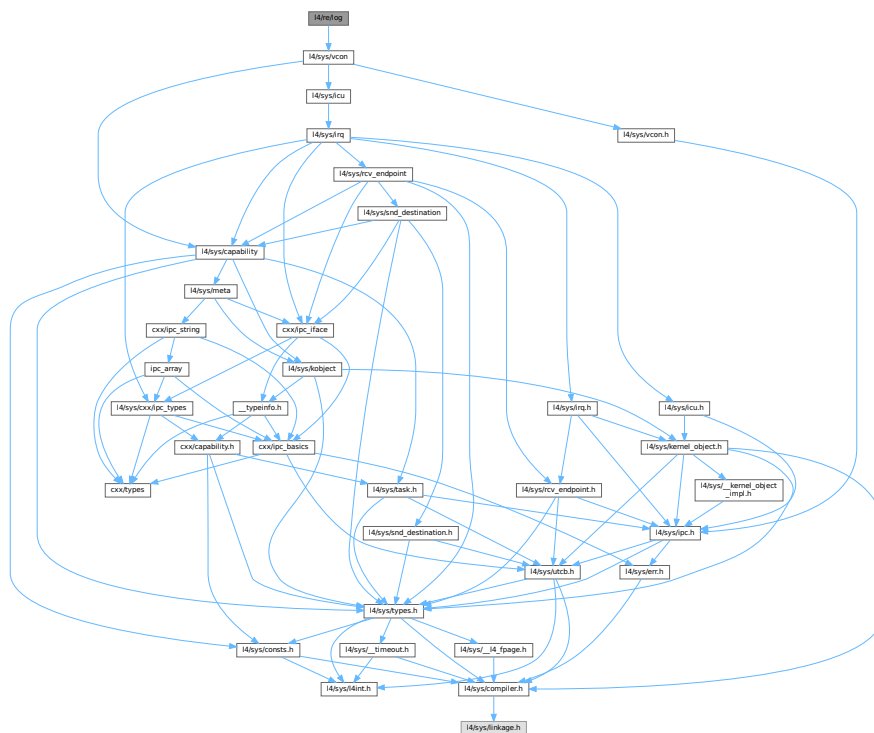 l4/re/log
l4/sys/vcon
l4/sys/icu
l4/sys/irq
l4/sys/vcon.h
l4/sys/rcv_endpoint
l4/sys/snd_destination
l4/sys/capability
l4/sys/meta
cxx/ipc_string
cxx/ipc_iface
ipc_array
l4/sys/kobject
l4/sys/cxx/ipc_types
__typeinfo.h
l4/sys/irq.h
l4/sys/icu.h
cxx/capability.h
cxx/ipc_basics
l4/sys/kernel_object.h
cxx/types
l4/sys/task.h
l4/sys/rcv_endpoint.h
l4/sys/__kernel_object
_impl.h
l4/sys/snd_destination.h
l4/sys/ipc.h
l4/sys/utcb.h
l4/sys/err.h
l4/sys/types.h
l4/sys/consts.h
l4/sys/__timeout.h
l4/sys/__l4_fpage.h
l4/sys/l4int.h
l4/sys/compiler.h
l4/sys/linkage.h